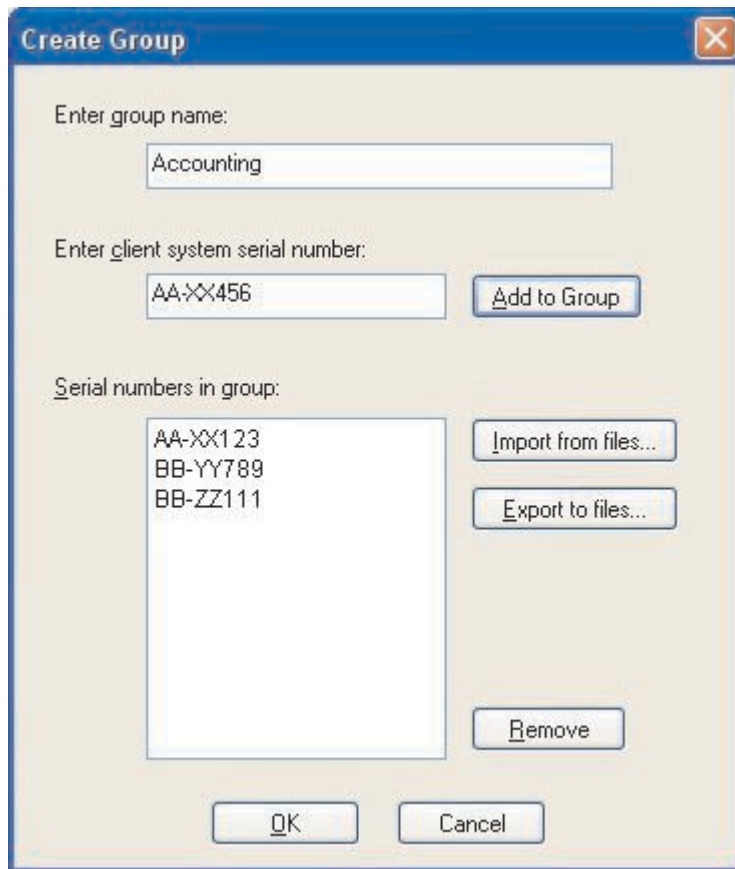 Create Group
Enter group name:
Accounting
Enter client system serial number:
AA-XX456
Add to Group
Serial numbers in group:
AA-XX123
BB-YY789
BB-ZZ111
Import from files...
Export to files...
Remove
OK
Cancel